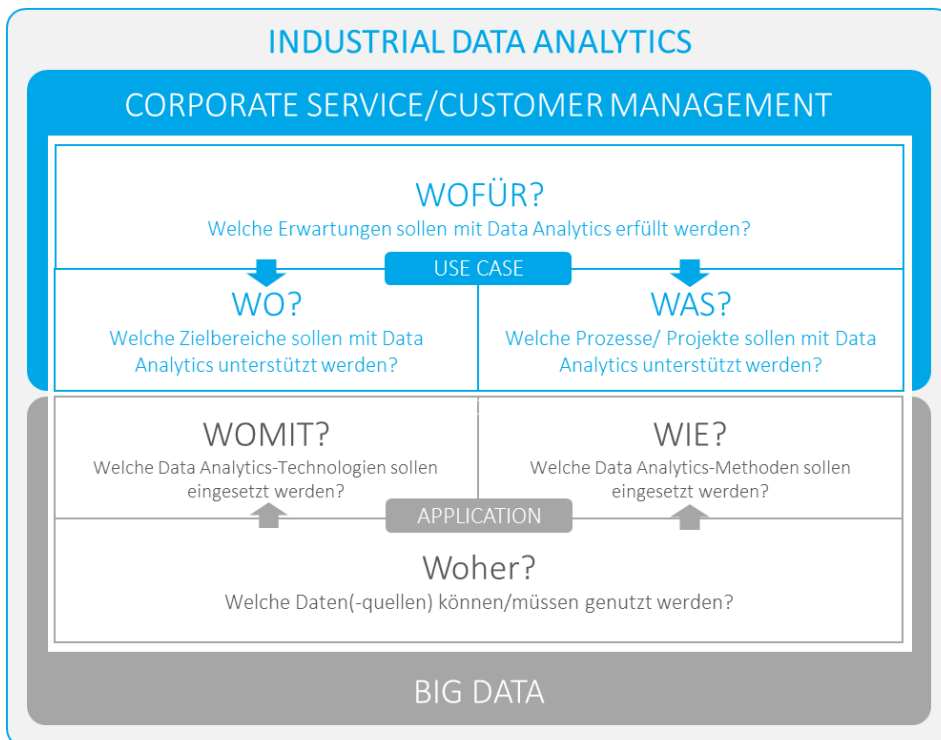 INDUSTRIAL DATA ANALYTICS
CORPORATE SERVICE/CUSTOMER MANAGEMENT
WOFÜR?
Welche Erwartungen sollen mit Data Analytics erfüllt werden?
USE CASE
WO?
Welche Zielbereiche sollen mit Data
Analytics unterstützt werden?
WAS?
Welche Prozesse/ Projekte sollen mit Data
Analytics unterstützt werden?
WOMIT?
Welche Data Analytics-Technologien sollen
eingesetzt werden?
WIE?
Welche Data Analytics-Methoden sollen
eingesetzt werden?
APPLICATION
Woher?
Welche Daten(-quellen) können/müssen genutzt werden?
BIG DATA